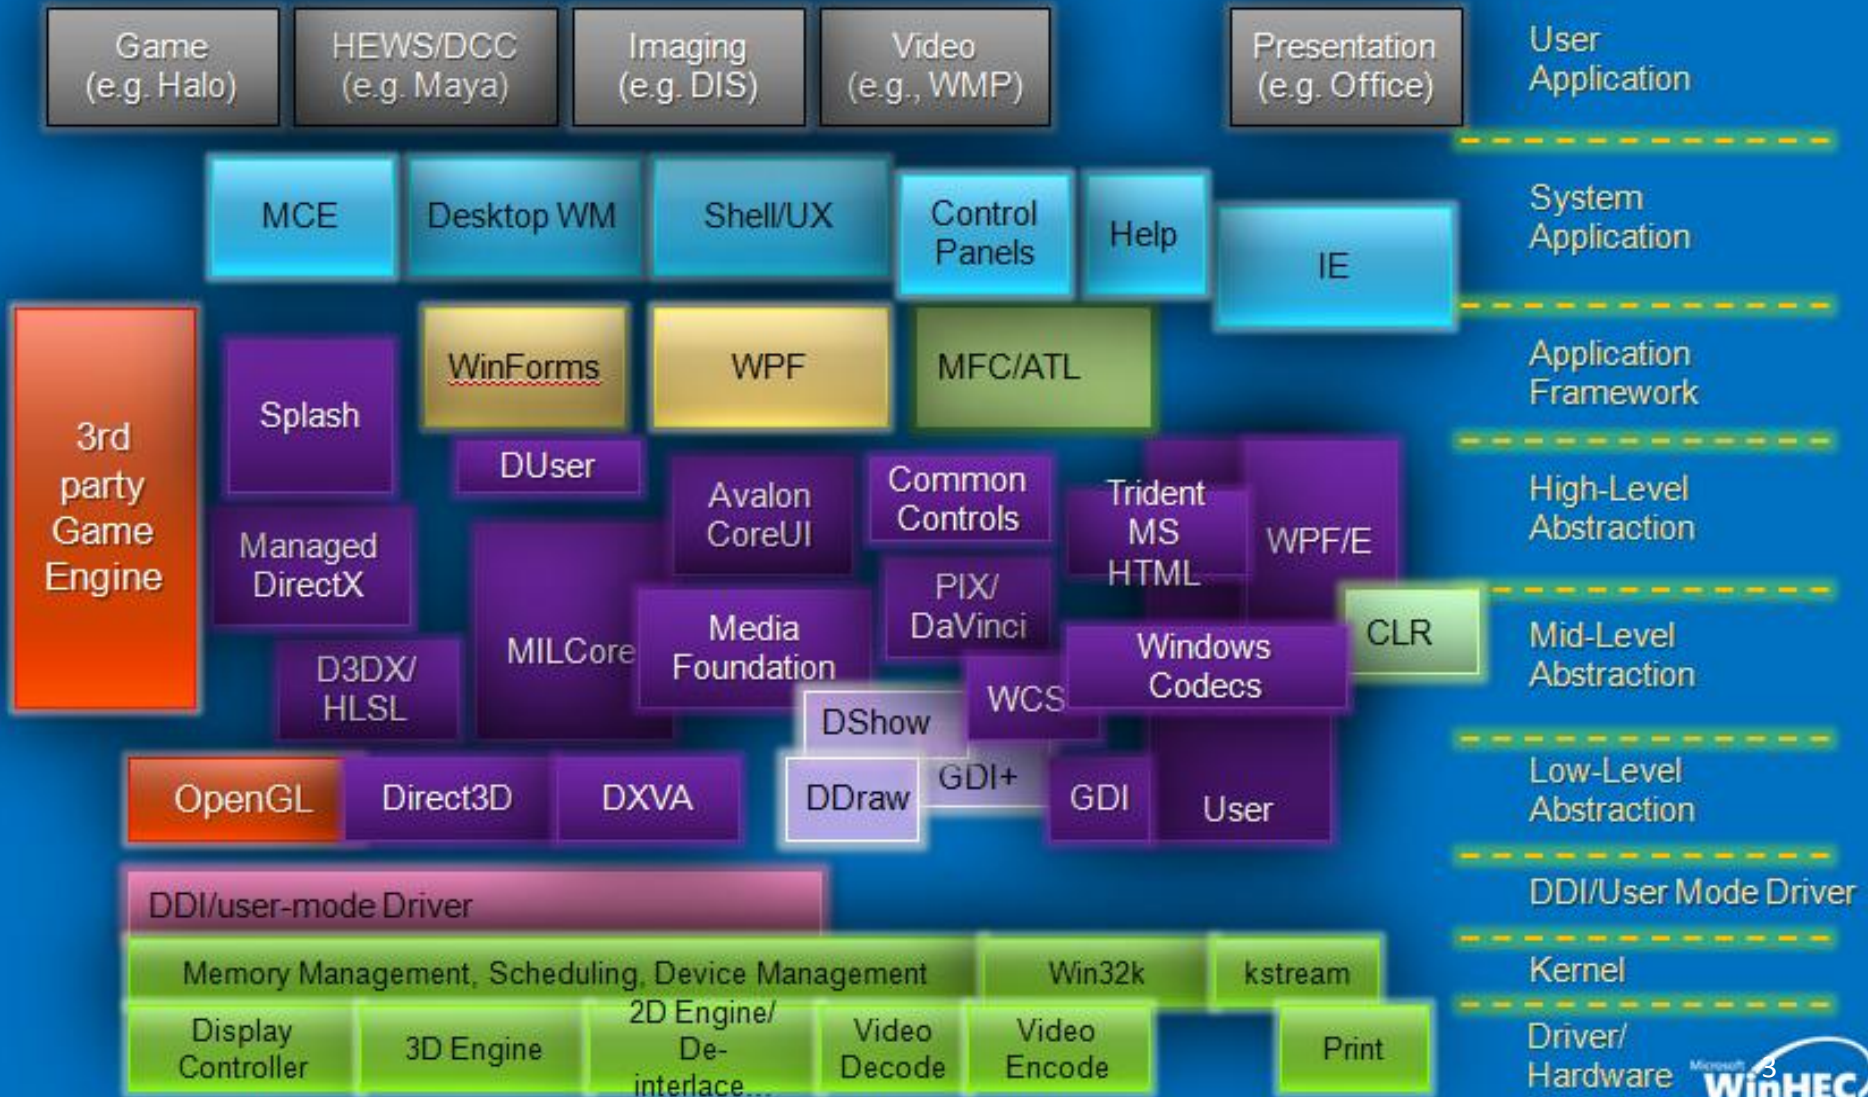 Game
(e.g. Halo)
HEWS/DCC
(e.g. Maya)
Imaging
(e.g. DIS)
Video
(e.g., WMP)
Presentation
(e.g. Office)
User
Application
MCE
Desktop WM
Shell/UX
Control
Panels
Help
IE
System
Application
3rd
party
Game
Engine
Splash
WinForms
WPF
MFC/ATL
Application
Framework
DUser
Avalon
CoreUI
Common
Controls
Trident
MS
HTML
WPF/E
High-Level
Abstraction
Managed
DirectX
MILCore
Media
Foundation
PIX/
DaVinci
Windows
Codecs
CLR
Mid-Level
Abstraction
D3DX/
HLSL
DShow
WCS
OpenGL
Direct3D
DXVA
DDraw
GDI+
GDI
User
Low-Level
Abstraction
DDI/user-mode Driver
DDI/User Mode Driver
Memory Management, Scheduling, Device Management
Win32k
kstream
Kernel
Display
Controller
3D Engine
2D Engine/
De-
interlace...
Video
Decode
Video
Encode
Print
Driver/
Hardware
Microsoft
3
WinHEC